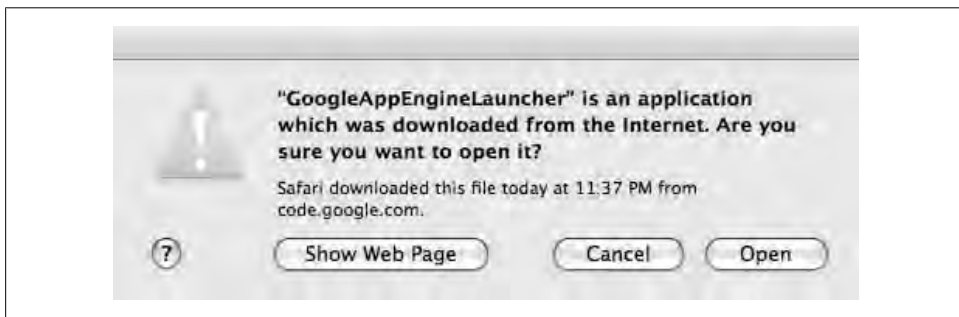 "GoogleAppEngineLauncher" is an application
which was downloaded from the Internet. Are you
sure you want to open it?
Safari downloaded this file today at 11:37 PM from
code.google.com.
? Show Web Page Cancel Open